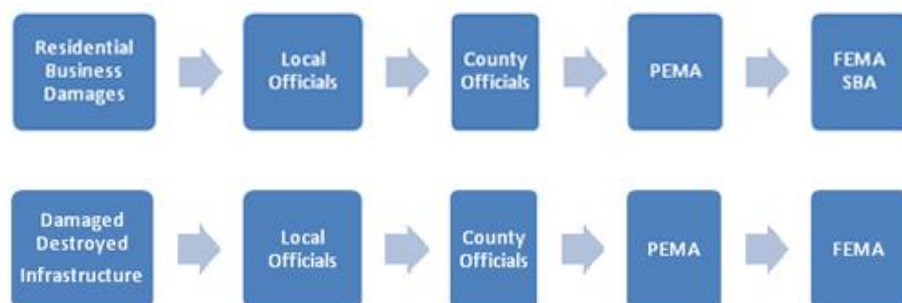 Residential
Business
Damages
Local
Officials
County
Officials
PEMA
FEMA
SBA
Damaged
Destroyed
Infrastructure
Local
Officials
County
Officials
PEMA
FEMA